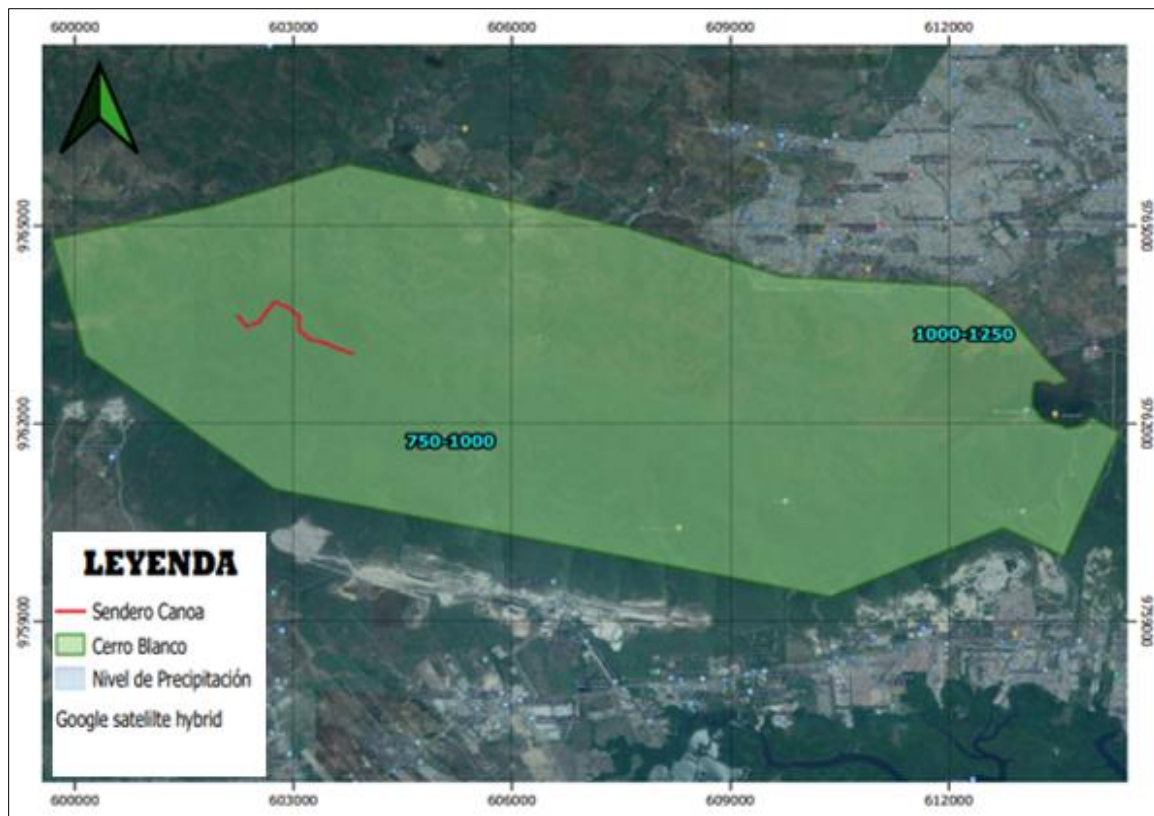 600000 603000 606000 609000 612000
9765000 9765000
1000-1250
9762000 9762000
750-1000
LEYENDA
Sendero Canoa
Cerro Blanco
Nivel de Precipitación
Google satelilte hybrid
9759000 9759000
600000 603000 606000 609000 612000